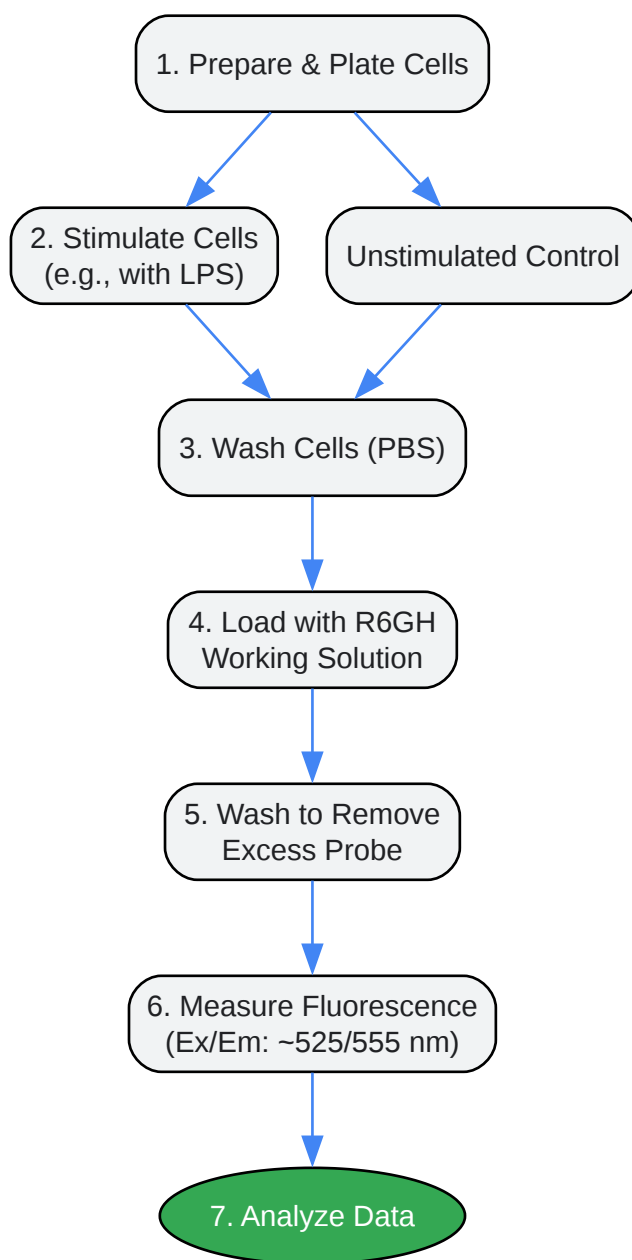 1. Prepare & Plate Cells
2. Stimulate Cells
(e.g., with LPS)
Unstimulated Control
3. Wash Cells (PBS)
4. Load with R6GH
Working Solution
5. Wash to Remove
Excess Probe
6. Measure Fluorescence
(Ex/Em: ~525/555 nm)
7. Analyze Data